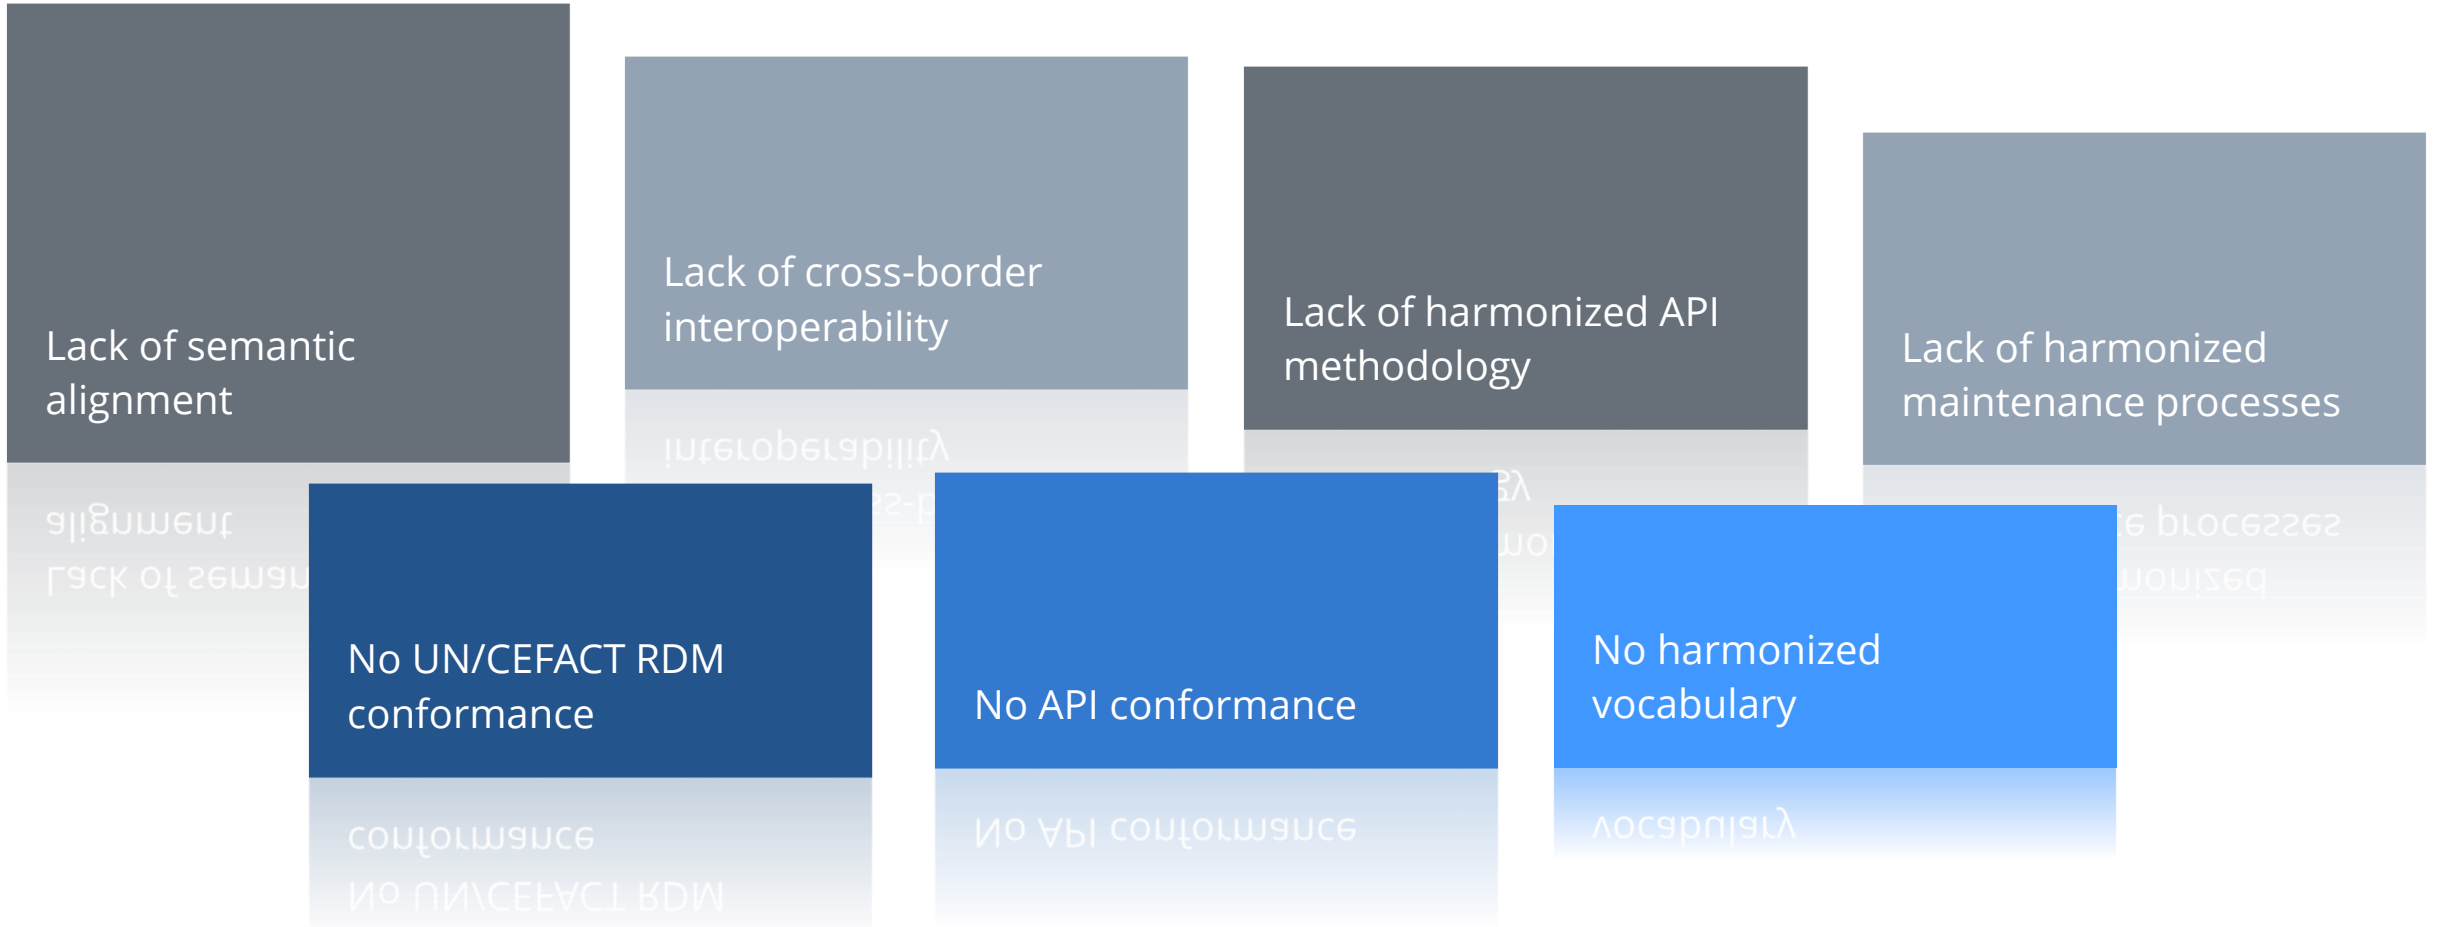 Lack of semantic
alignment
Lack of cross-border
interoperability
Lack of harmonized API
methodology
Lack of harmonized
maintenance processes
No UN/CEFACT RDM
conformance
No API conformance
No harmonized
vocabulary